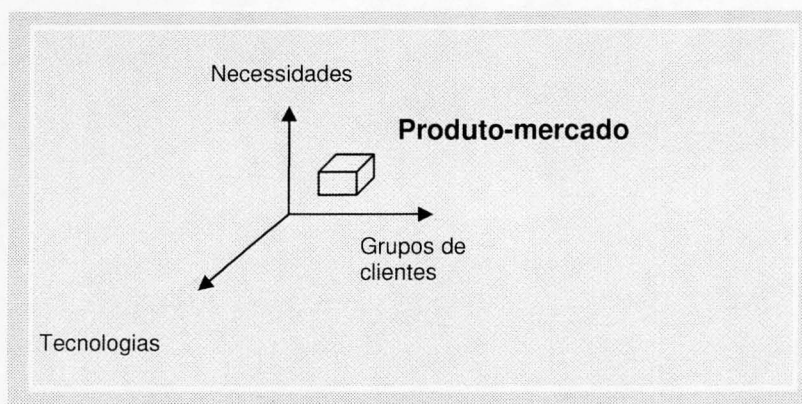 Necessidades
Produto-mercado
Grupos de
clientes
Tecnologias